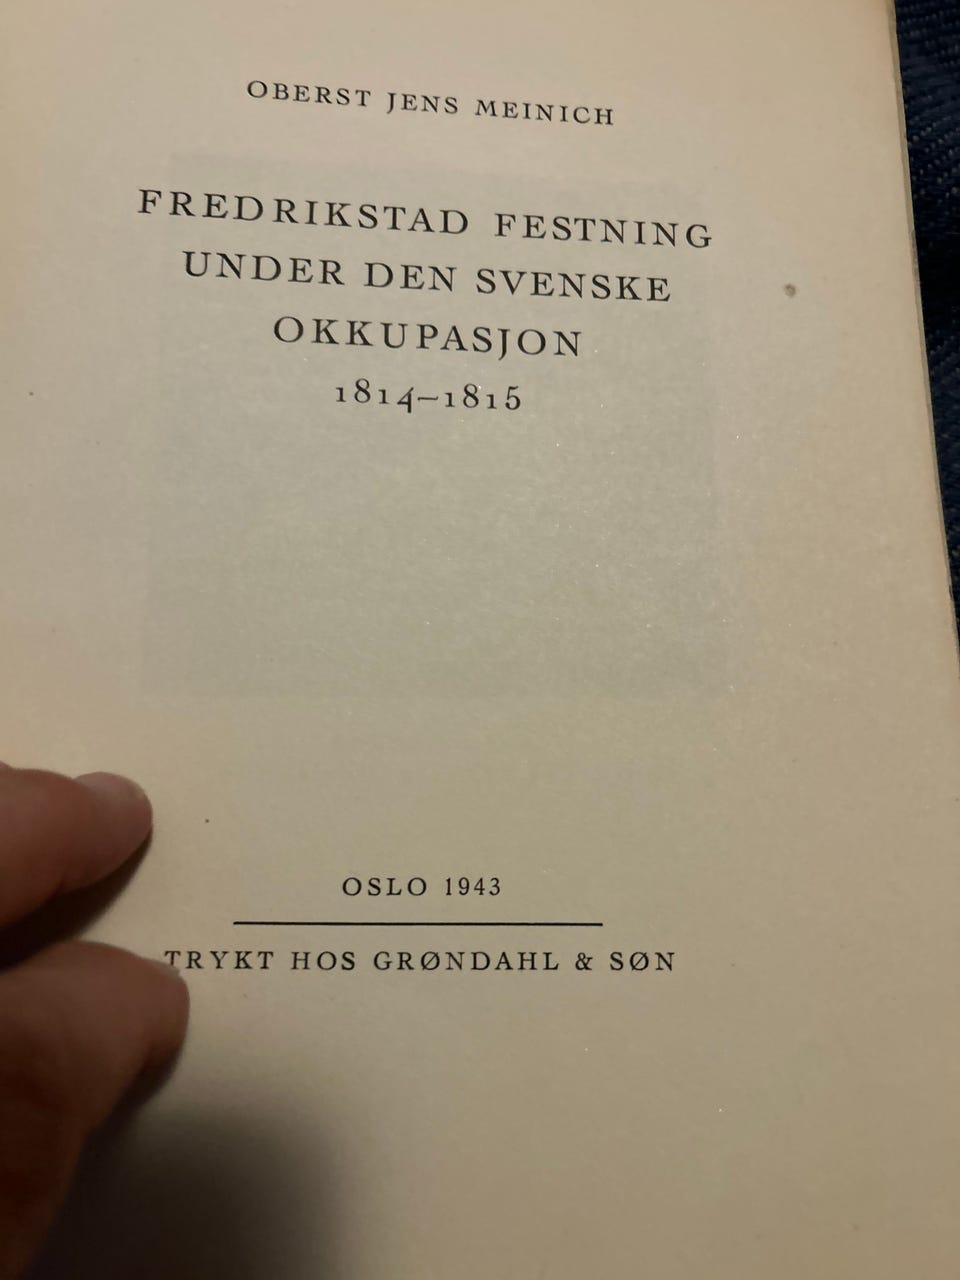 OBERST JENS MEINICH
FREDRIKSTAD FESTNING
UNDER DEN SVENSKE
OKKUPASJON
1814–1815
OSLO 1943
TRYKT HOS GRØNDAHL & SØN